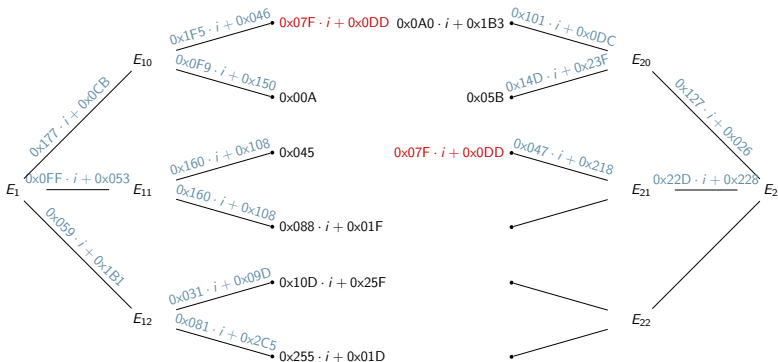 0x1F5 · i + 0x046
0x07F · i + 0x0DD
0x0A0 · i + 0x1B3
0x101 · i + 0x0DC
E10
0x0F9 · i + 0x150
0x00A
0x05B
0x14D · i + 0x23F
E20
0x177 · i + 0x0CB
0x127 · i + 0x026
0x160 · i + 0x108
0x045
0x07F · i + 0x0DD
0x047 · i + 0x218
E1
0x0FF · i + 0x053
E11
E21
0x22D · i + 0x228
E2
0x160 · i + 0x108
0x088 · i + 0x01F
0x059 · i + 0x1B1
0x031 · i + 0x09D
0x10D · i + 0x25F
E12
E22
0x081 · i + 0x2C5
0x255 · i + 0x01D